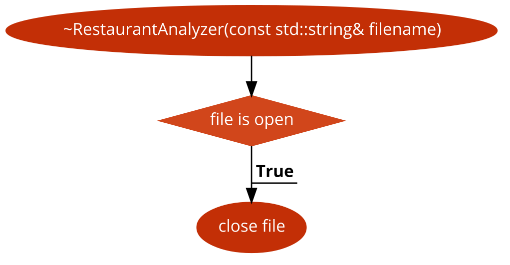 ~RestaurantAnalyzer(const std::string& filename)
file is open
True
close file